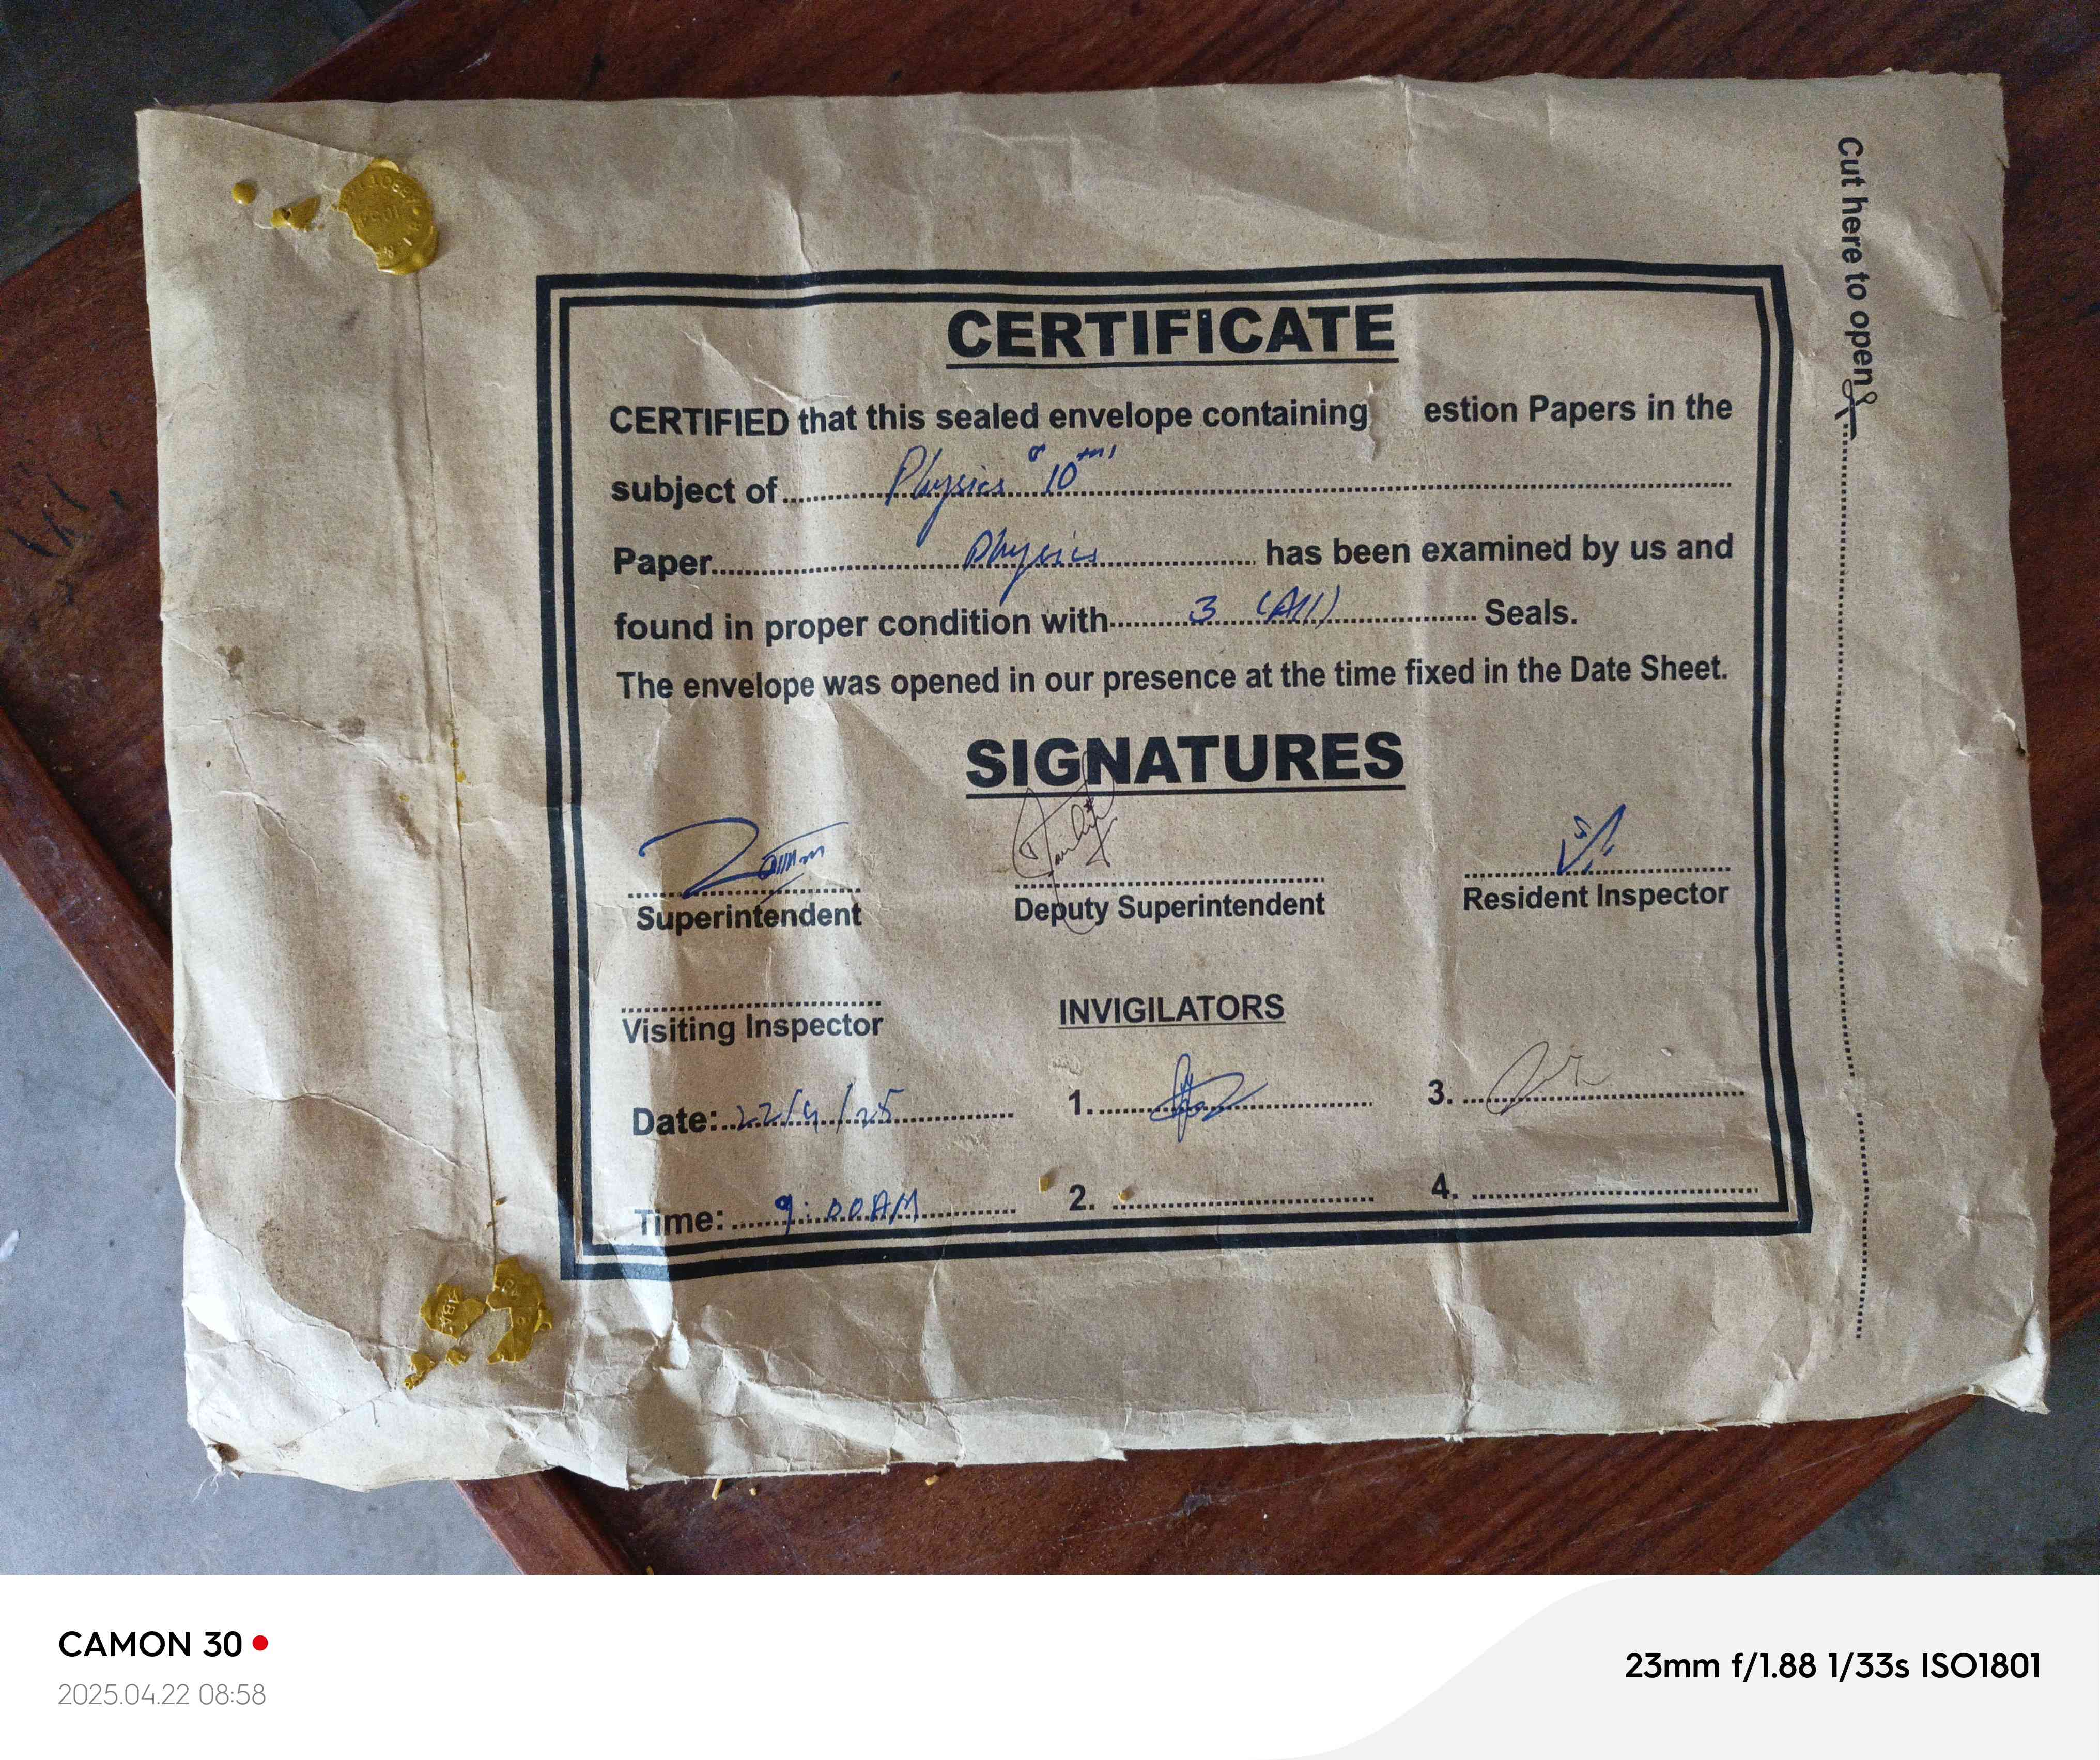 Cut here to open
CERTIFICATE
CERTIFIED that this sealed envelope containing estion Papers in the
subject of Physics "10th"
Paper Physics has been examined by us and
found in proper condition with 3 (All) Seals.
The envelope was opened in our presence at the time fixed in the Date Sheet.
SIGNATURES
Superintendent Deputy Superintendent Resident Inspector
Visiting Inspector INVIGILATORS
Date: 22/4/25 1. 3.
Time: 9:00AM 2. 4.
CAMON 30
2025.04.22 08:58
23mm f/1.88 1/33s ISO1801